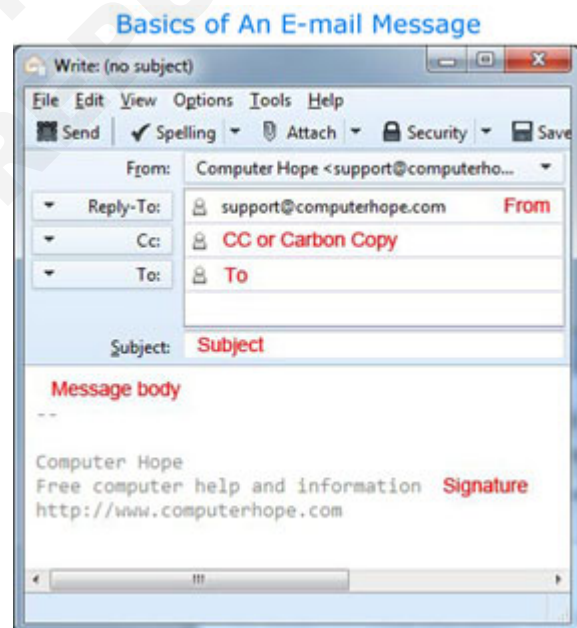 Basics of An E-mail Message
Write: (no subject)
File Edit View Options Tools Help
Send Spelling Attach Security Save
From: Computer Hope <support@computerho...
Reply-To: support@computerhope.com From
Cc: CC or Carbon Copy
To: To
Subject: Subject
Message body
--
Computer Hope
Free computer help and information Signature
http://www.computerhope.com